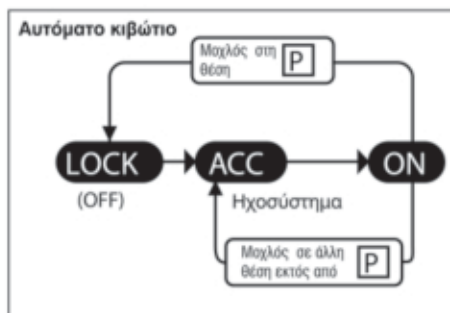 Αυτόματο κιβώτιο
Μοχλός στη
θέση P
LOCK ACC ON
(OFF) Ηχοσύστημα
Μοχλός σε άλλη
θέση εκτός από P